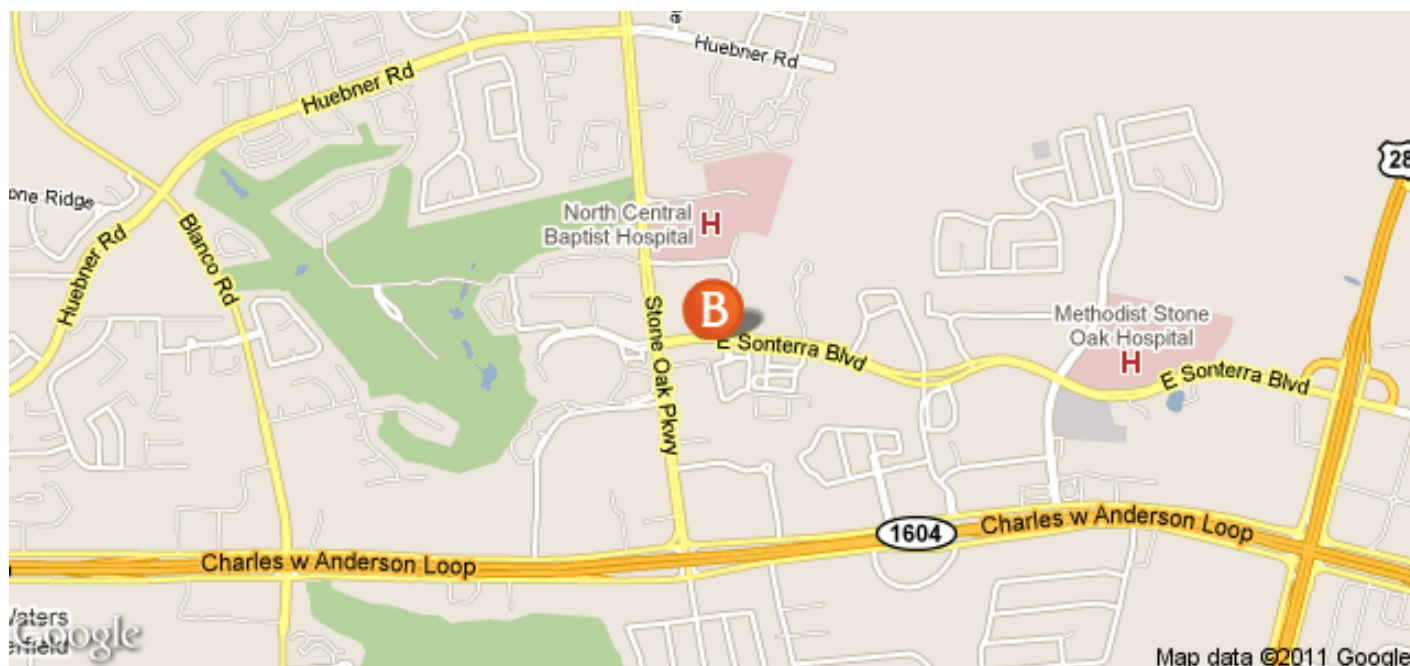 Huebner Rd
Huebner Rd
one Ridge
Blanco Rd
Huebner Rd
North Central
Baptist Hospital
H
28
B
Stone Oak Pkwy
E Sonterra Blvd
Methodist Stone
Oak Hospital
H
E Sonterra Blvd
1604
Charles w Anderson Loop
Charles w Anderson Loop
Waters
erfield
Google
Map data ©2011 Google